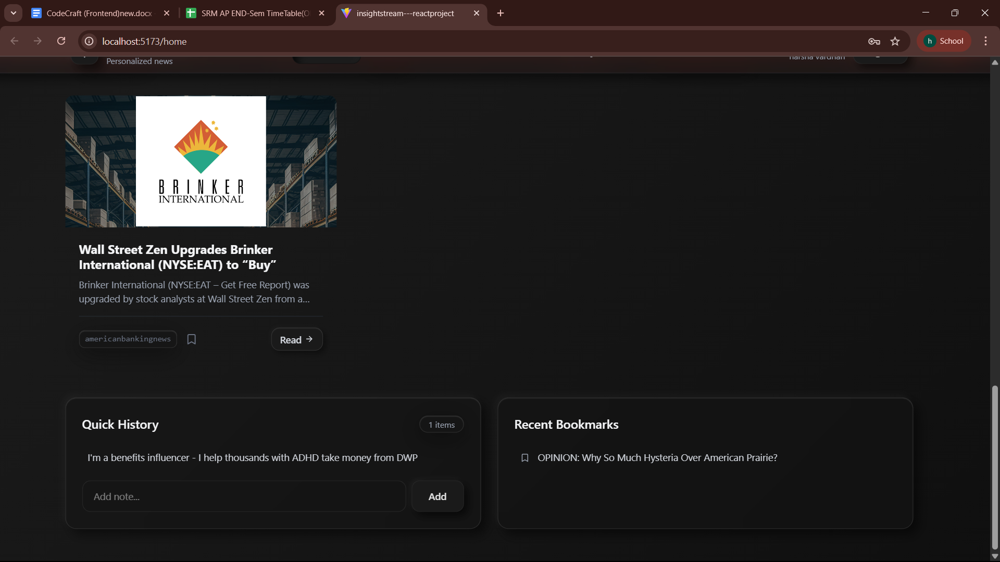 CodeCraft (Frontend)new.docx -
SRM AP END-Sem TimeTable(O
insightstream---reactproject
localhost:5173/home
h School
Personalized news
harsha vardhan
BRINKER
INTERNATIONAL
Wall Street Zen Upgrades Brinker
International (NYSE:EAT) to “Buy”
Brinker International (NYSE:EAT – Get Free Report) was
upgraded by stock analysts at Wall Street Zen from a...
americanbankingnews
Read →
Quick History
1 items
I'm a benefits influencer - I help thousands with ADHD take money from DWP
Add note...
Add
Recent Bookmarks
OPINION: Why So Much Hysteria Over American Prairie?